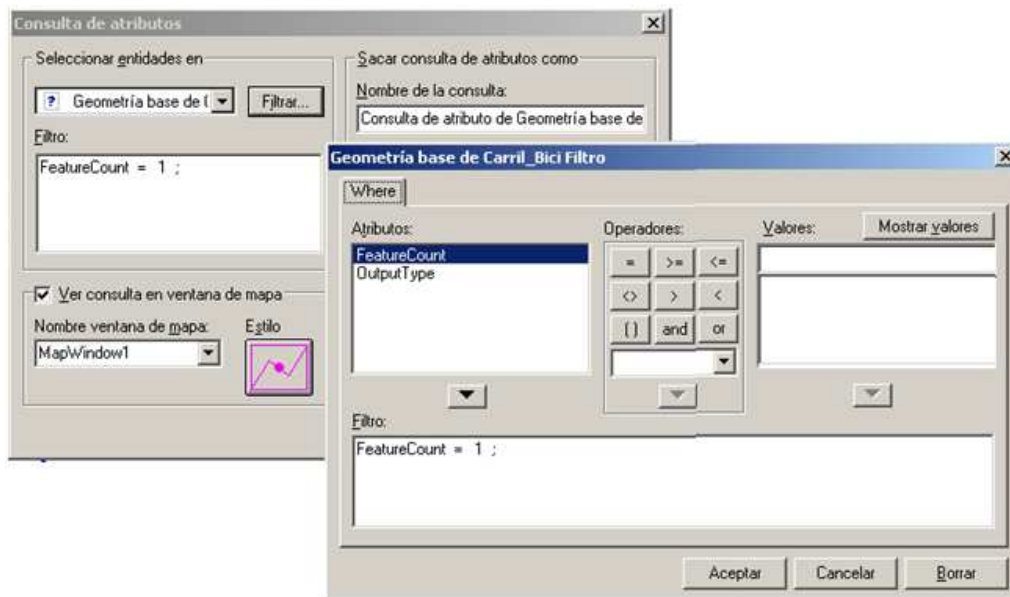 Consulta de atributos
Seleccionar entidades en
Geometría base de
Filtrar...
Filtro:
FeatureCount = 1 ;
Sacar consulta de atributos como
Nombre de la consulta:
Consulta de atributo de Geometría base de
Ver consulta en ventana de mapa
Nombre ventana de mapa:
MapWindow1
Estilo
Geometría base de Carril_Bici Filtro
Where
Atributos:
FeatureCount
OutputType
Operadores:
= >= <=
<> > <
() and or
Valores:
Mostrar valores
Filtro:
FeatureCount = 1 ;
Aceptar
Cancelar
Borrar